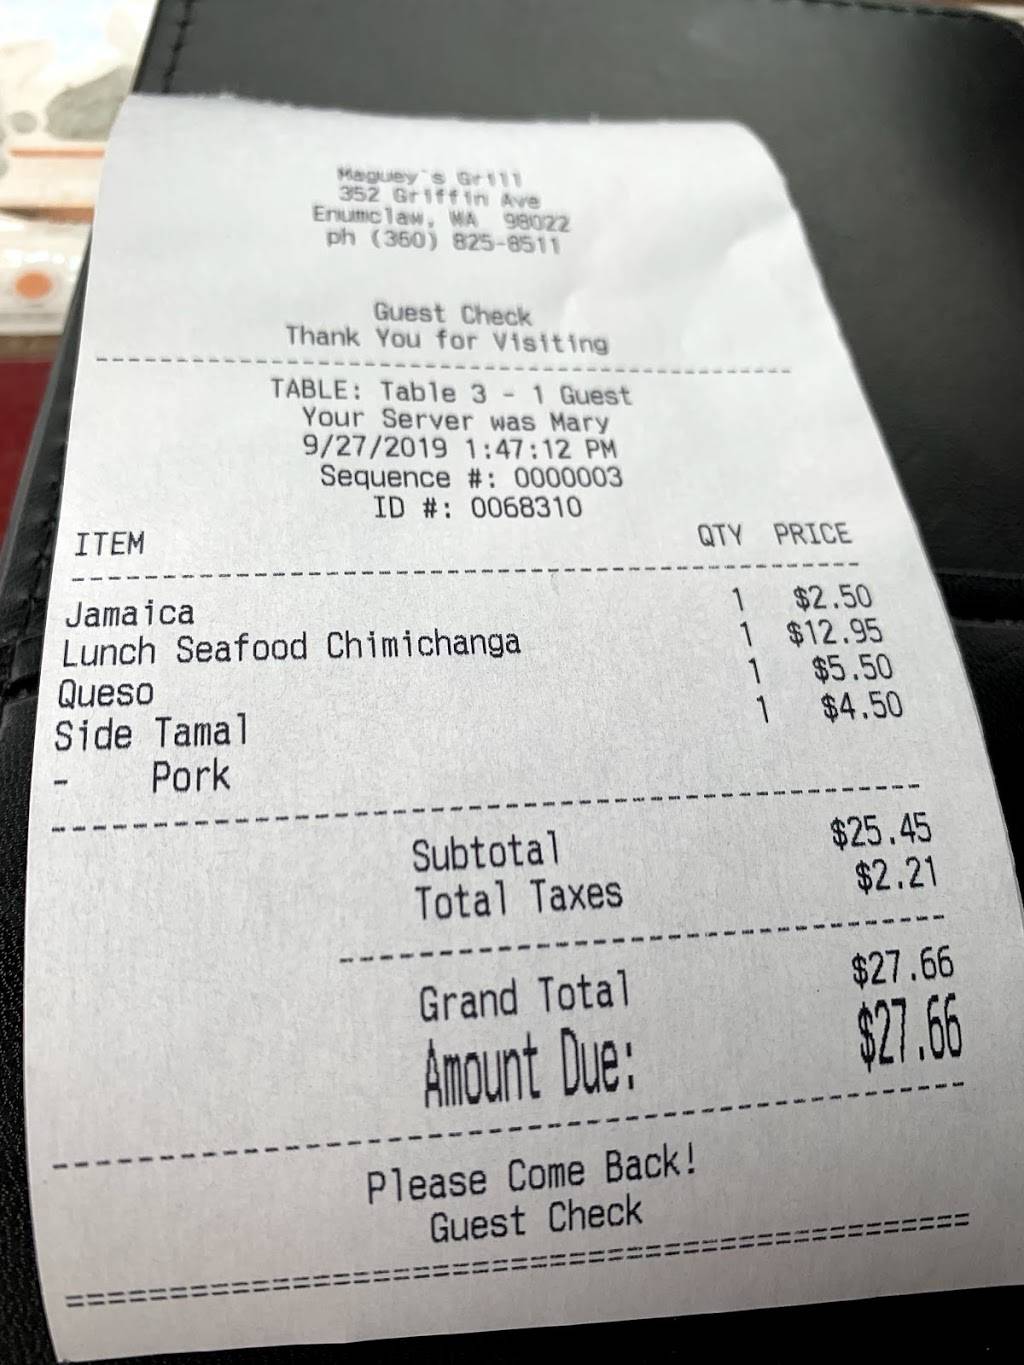 Maguey's Grill
352 Griffin Ave
Enumclaw, WA 98022
ph (360) 825-8511
Guest Check
Thank You for Visiting
TABLE: Table 3 - 1 Guest
Your Server was Mary
9/27/2019 1:47:12 PM
Sequence #: 0000003
ID #: 0068310
ITEM QTY PRICE
Jamaica 1 $2.50
Lunch Seafood Chimichanga 1 $12.95
Queso 1 $5.50
Side Tamal 1 $4.50
- Pork
Subtotal $25.45
Total Taxes $2.21
Grand Total $27.66
Amount Due: $27.66
Please Come Back!
Guest Check